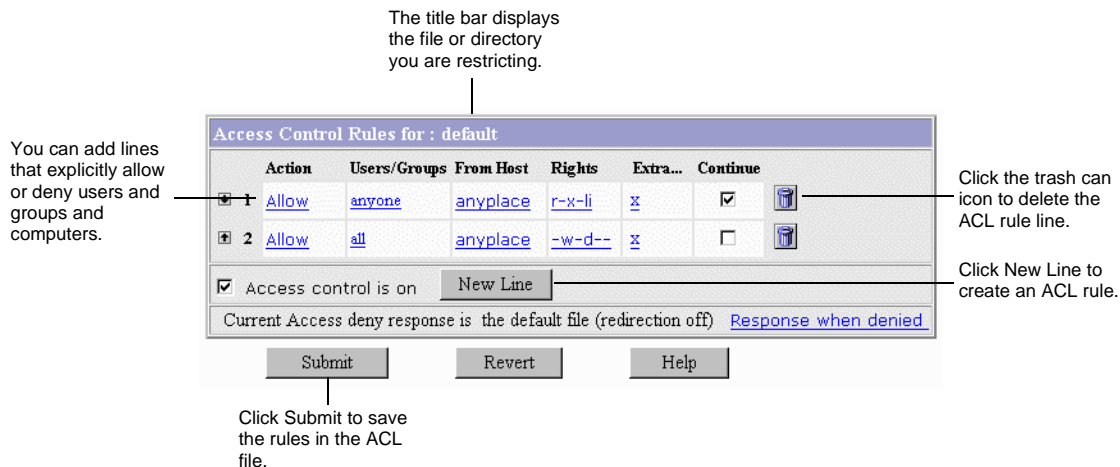 The title bar displays
the file or directory
you are restricting.
You can add lines
that explicitly allow
or deny users and
groups and
computers.
Access Control Rules for : default
Action Users/Groups From Host Rights Extra... Continue
1 Allow anyone anyplace r-x-li x
2 Allow all anyplace -w-d-- x
Access control is on New Line
Current Access deny response is the default file (redirection off) Response when denied
Submit Revert Help
Click the trash can
icon to delete the
ACL rule line.
Click New Line to
create an ACL rule.
Click Submit to save
the rules in the ACL
file.